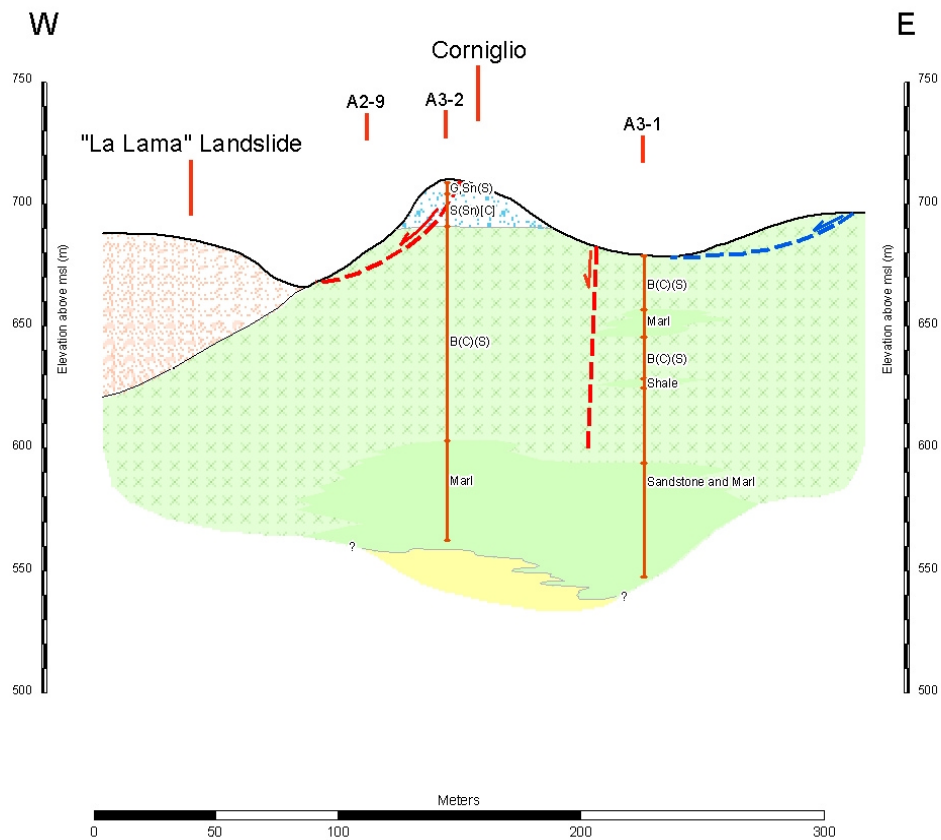 W
E
Corniglio
A2-9
A3-2
A3-1
"La Lama" Landslide
750
700
650
600
550
500
Elevation above msl (m)
750
700
650
600
550
500
Elevation above msl (m)
G,Sn(S)
S(Sn)[C]
B(C)(S)
Marl
B(C)(S)
Marl
B(C)(S)
Shale
Sandstone and Marl
?
?
Meters
0
50
100
200
300